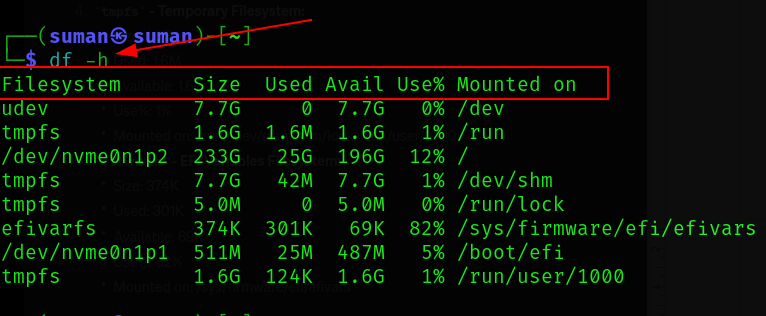 `tmpfs` - Temporary Filesystem:
┌──(suman㉿suman)-[~]
└─$ df -h
Filesystem Size Used Avail Use% Mounted on
udev 7.7G 0 7.7G 0% /dev
tmpfs 1.6G 1.6M 1.6G 1% /run
/dev/nvme0n1p2 233G 25G 196G 12% /
tmpfs 7.7G 42M 7.7G 1% /dev/shm
tmpfs 5.0M 0 5.0M 0% /run/lock
efivarfs 374K 301K 69K 82% /sys/firmware/efi/efivars
/dev/nvme0n1p1 511M 25M 487M 5% /boot/efi
tmpfs 1.6G 124K 1.6G 1% /run/user/1000